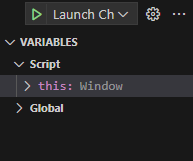 Launch Ch
VARIABLES
Script
this: Window
Global